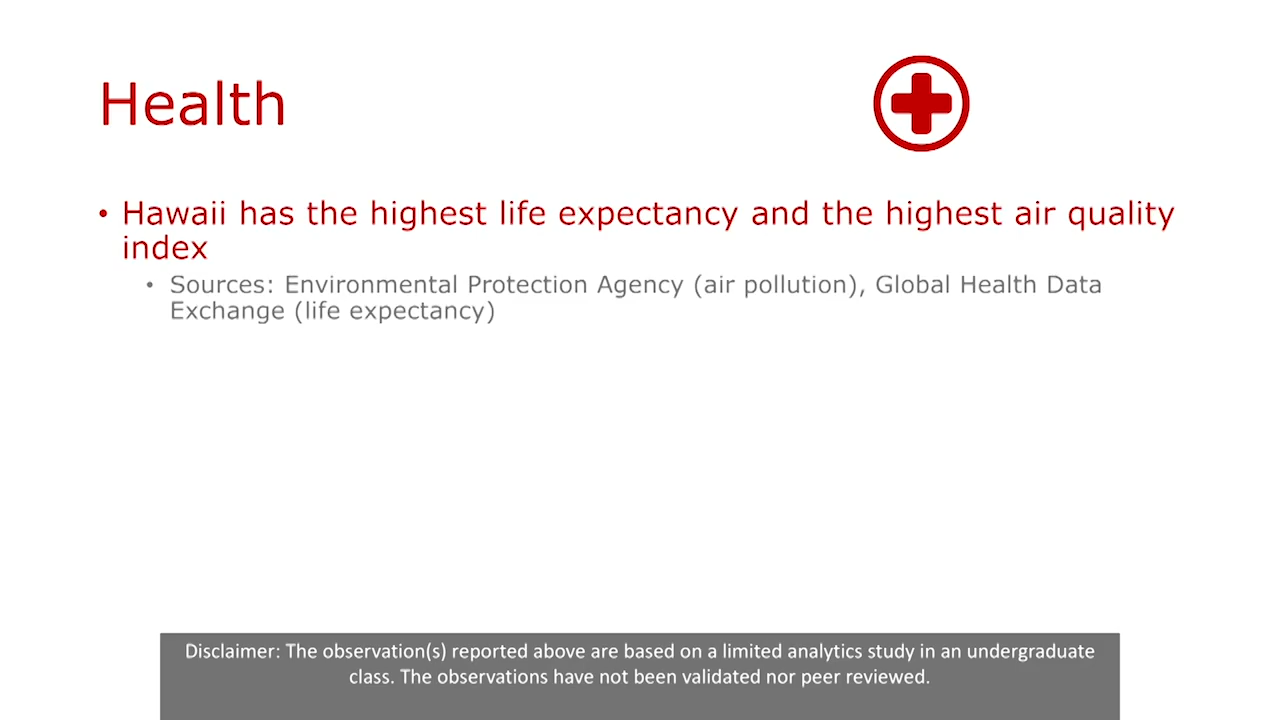 Health
• Hawaii has the highest life expectancy and the highest air quality
index
• Sources: Environmental Protection Agency (air pollution), Global Health Data
Exchange (life expectancy)
Disclaimer: The observation(s) reported above are based on a limited analytics study in an undergraduate
class. The observations have not been validated nor peer reviewed.